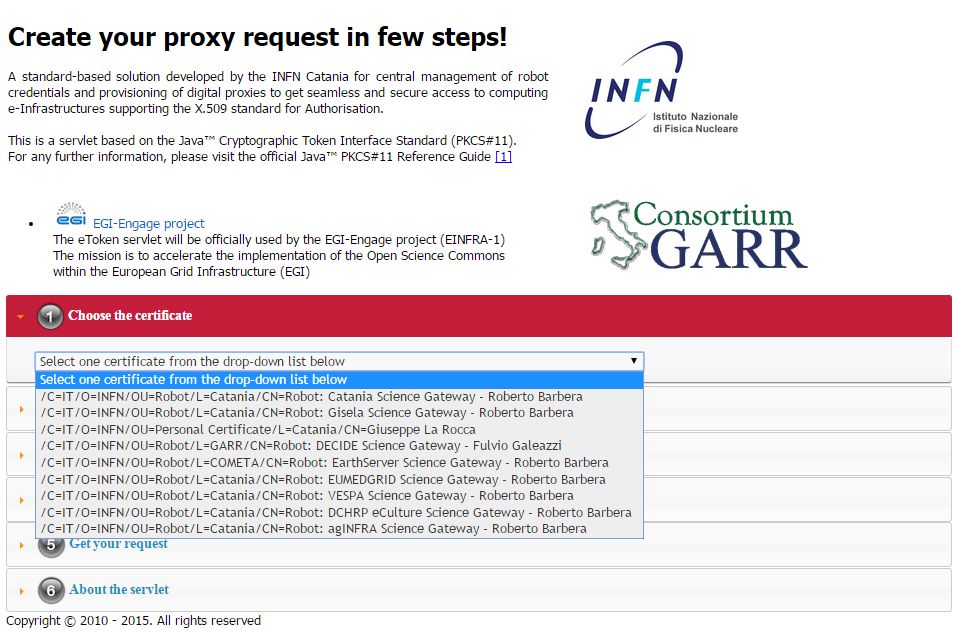 Create your proxy request in few steps!
A standard-based solution developed by the INFN Catania for central management of robot
credentials and provisioning of digital proxies to get seamless and secure access to computing
e-Infrastructures supporting the X.509 standard for Authorisation.
This is a servlet based on the Java™ Cryptographic Token Interface Standard (PKCS#11).
For any further information, please visit the official Java™ PKCS#11 Reference Guide [1]
INFN
Istituto Nazionale
di Fisica Nucleare
egi EGI-Engage project
The eToken servlet will be officially used by the EGI-Engage project (EINFRA-1)
The mission is to accelerate the implementation of the Open Science Commons
within the European Grid Infrastructure (EGI)
Consortium
GARR
1 Choose the certificate
Select one certificate from the drop-down list below
Select one certificate from the drop-down list below
/C=IT/O=INFN/OU=Robot/L=Catania/CN=Robot: Catania Science Gateway - Roberto Barbera
/C=IT/O=INFN/OU=Robot/L=Catania/CN=Robot: Gisela Science Gateway - Roberto Barbera
/C=IT/O=INFN/OU=Personal Certificate/L=Catania/CN=Giuseppe La Rocca
/C=IT/O=INFN/OU=Robot/L=GARR/CN=Robot: DECIDE Science Gateway - Fulvio Galeazzi
/C=IT/O=INFN/OU=Robot/L=COMETA/CN=Robot: EarthServer Science Gateway - Roberto Barbera
/C=IT/O=INFN/OU=Robot/L=Catania/CN=Robot: EUMEDGRID Science Gateway - Roberto Barbera
/C=IT/O=INFN/OU=Robot/L=Catania/CN=Robot: VESPA Science Gateway - Roberto Barbera
/C=IT/O=INFN/OU=Robot/L=Catania/CN=Robot: DCHRP eCulture Science Gateway - Roberto Barbera
/C=IT/O=INFN/OU=Robot/L=Catania/CN=Robot: agINFRA Science Gateway - Roberto Barbera
5 Get your request
6 About the servlet
Copyright © 2010 - 2015. All rights reserved